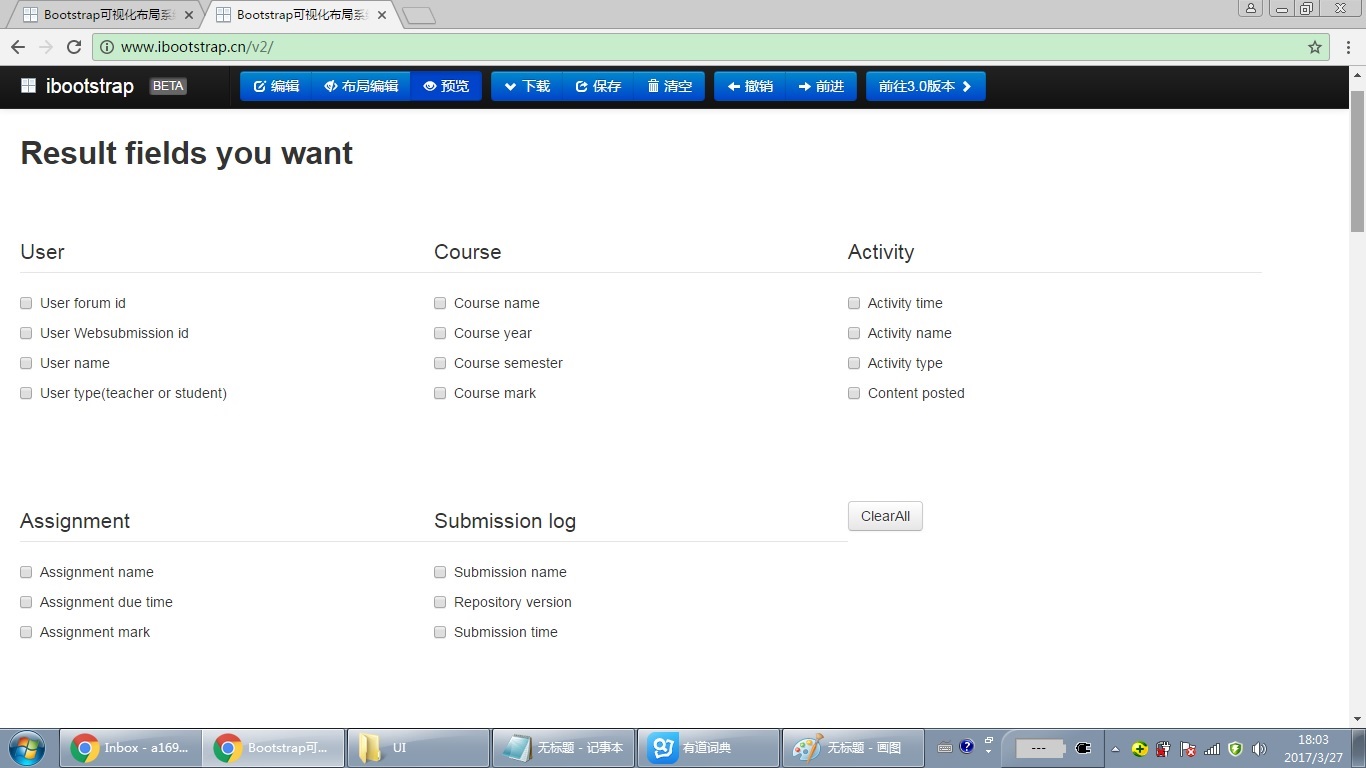 Bootstrap可视化布局系
Bootstrap可视化布局系
www.ibootstrap.cn/v2/
ibootstrap BETA 编辑 布局编辑 预览 下载 保存 清空 撤销 前进 前往3.0版本
Result fields you want
User Course Activity
User forum id Course name Activity time
User Websubmission id Course year Activity name
User name Course semester Activity type
User type(teacher or student) Course mark Content posted
Assignment Submission log ClearAll
Assignment name Submission name
Assignment due time Repository version
Assignment mark Submission time
Inbox - a169... Bootstrap可... UI 无标题 - 记事本 有道词典 无标题 - 画图 --- 18:03
2017/3/27